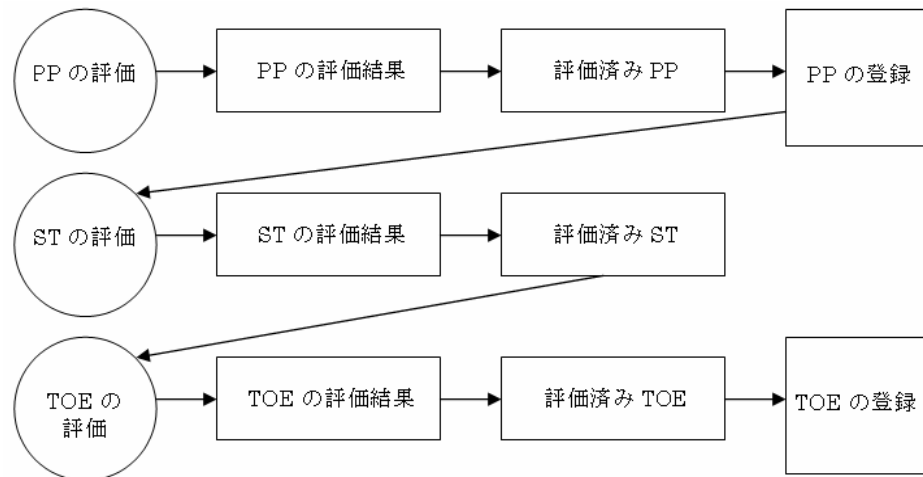 PP の評価
PP の評価結果
評価済み PP
PP の登録
ST の評価
ST の評価結果
評価済み ST
TOE の
評価
TOE の評価結果
評価済み TOE
TOE の登録